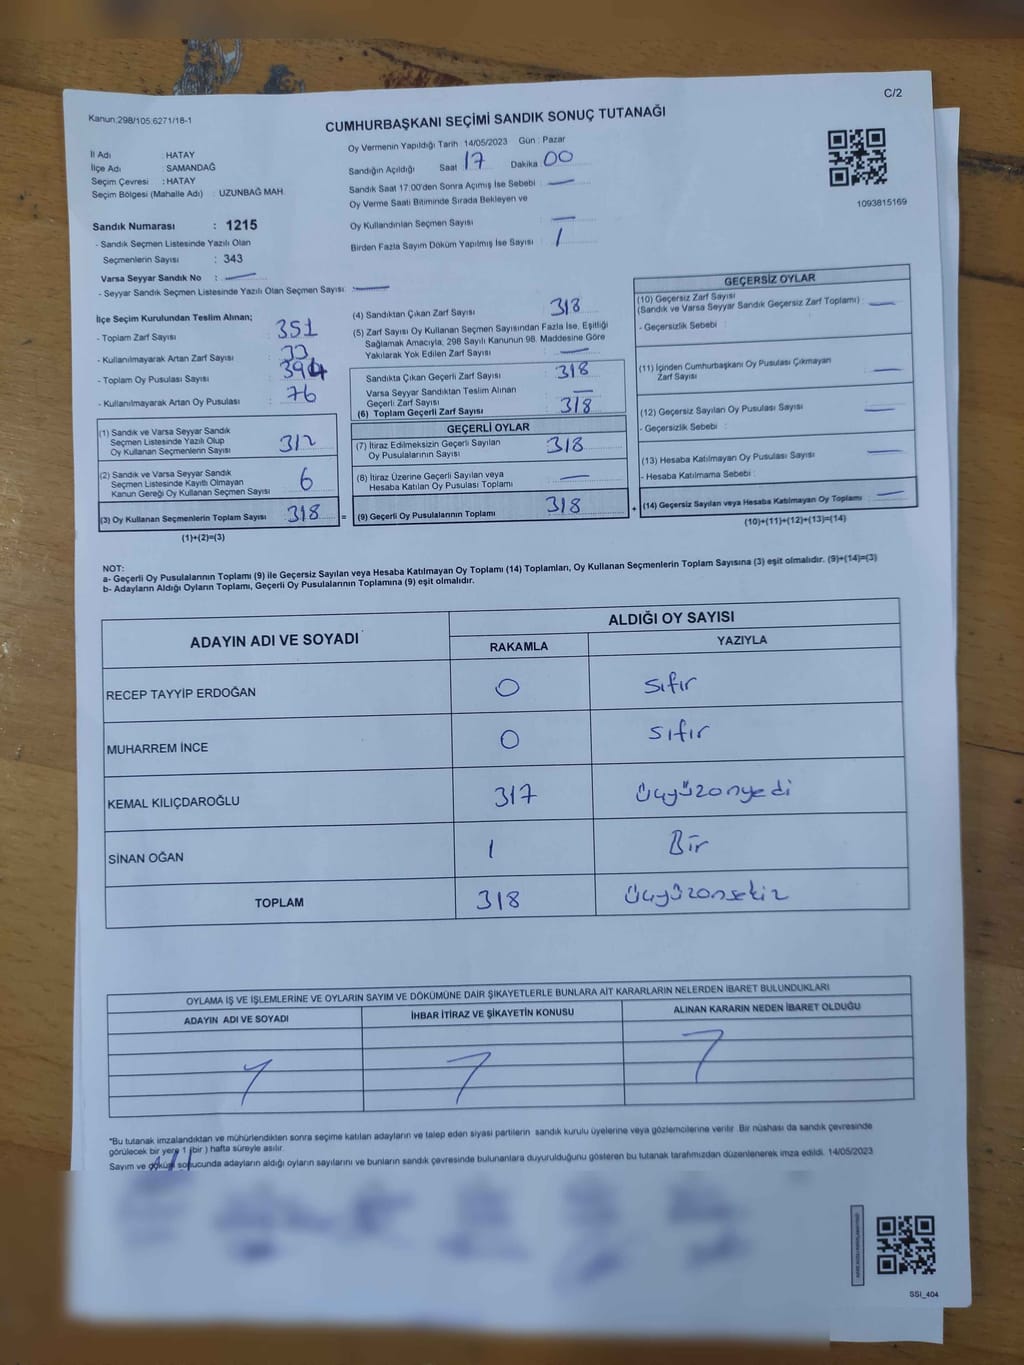 C/2
Kanun:298/105:6271/18-1
CUMHURBAŞKANI SEÇİMİ SANDIK SONUÇ TUTANAĞI
İl Adı : HATAY
İlçe Adı : SAMANDAĞ
Seçim Çevresi : HATAY
Seçim Bölgesi (Mahalle Adı) : UZUNBAĞ MAH.
Sandık Numarası : 1215
- Sandık Seçmen Listesinde Yazılı Olan
Seçmenlerin Sayısı : 343
Varsa Seyyar Sandık No :
- Seyyar Sandık Seçmen Listesinde Yazılı Olan Seçmen Sayısı:
Oy Vermenin Yapıldığı Tarih 14/05/2023 Gün : Pazar
Sandığın Açıldığı Saat 17 Dakika 00
Sandık Saat 17.00'den Sonra Açımış İse Sebebi :
Oy Verme Saati Bitiminde Sırada Bekleyen ve
Oy Kullandırılan Seçmen Sayısı
Birden Fazla Sayım Döküm Yapılmış İse Sayısı : 1
1093815169
İlçe Seçim Kurulundan Teslim Alınan;
- Toplam Zarf Sayısı : 351
- Kullanılmayarak Artan Zarf Sayısı : 33
- Toplam Oy Pusulası Sayısı : 394
- Kullanılmayarak Artan Oy Pusulası : 76
(1) Sandık ve Varsa Seyyar Sandık
Seçmen Listesinde Yazılı Olup
Oy Kullanan Seçmenlerin Sayısı 312
(2) Sandık ve Varsa Seyyar Sandık
Seçmen Listesinde Kayıtlı Olmayan
Kanun Gereği Oy Kullanan Seçmen Sayısı 6
(3) Oy Kullanan Seçmenlerin Toplam Sayısı 318
(1)+(2)=(3)
(4) Sandıktan Çıkan Zarf Sayısı : 318
(5) Zarf Sayısı Oy Kullanan Seçmen Sayısından Fazla İse, Eşitliği
Sağlamak Amacıyla; 298 Sayılı Kanunun 98. Maddesine Göre
Yakılarak Yok Edilen Zarf Sayısı :
Sandıkta Çıkan Geçerli Zarf Sayısı : 318
Varsa Seyyar Sandıktan Teslim Alınan
Geçerli Zarf Sayısı :
(6) Toplam Geçerli Zarf Sayısı : 318
GEÇERLİ OYLAR
(7) İtiraz Edilmeksizin Geçerli Sayılan
Oy Pusulalarının Sayısı : 318
(8) İtiraz Üzerine Geçerli Sayılan veya
Hesaba Katılan Oy Pusulası Toplamı :
= (9) Geçerli Oy Pusulalarının Toplamı : 318
GEÇERSİZ OYLAR
(10) Geçersiz Zarf Sayısı
(Sandık ve Varsa Seyyar Sandık Geçersiz Zarf Toplamı) :
- Geçersizlik Sebebi :
(11) İçinden Cumhurbaşkanı Oy Pusulası Çıkmayan
Zarf Sayısı :
(12) Geçersiz Sayılan Oy Pusulası Sayısı :
- Geçersizlik Sebebi :
(13) Hesaba Katılmayan Oy Pusulası Sayısı :
- Hesaba Katılmama Sebebi :
+ (14) Geçersiz Sayılan veya Hesaba Katılmayan Oy Toplamı :
(10)+(11)+(12)+(13)=(14)
NOT:
a- Geçerli Oy Pusulalarının Toplamı (9) ile Geçersiz Sayılan veya Hesaba Katılmayan Oy Toplamı (14) Toplamları, Oy Kullanan Seçmenlerin Toplam Sayısına (3) eşit olmalıdır. (9)+(14)=(3)
b- Adayların Aldığı Oyların Toplamı, Geçerli Oy Pusulalarının Toplamına (9) eşit olmalıdır.
ADAYIN ADI VE SOYADI ALDIĞI OY SAYISI
RAKAMLA YAZIYLA
RECEP TAYYİP ERDOĞAN 0 sıfır
MUHARREM İNCE 0 sıfır
KEMAL KILIÇDAROĞLU 317 üçyüzonyedi
SİNAN OĞAN 1 Bir
TOPLAM 318 üçyüzonsekiz
OYLAMA İŞ VE İŞLEMLERİNE VE OYLARIN SAYIM VE DÖKÜMÜNE DAİR ŞİKAYETLERLE BUNLARA AİT KARARLARIN NELERDEN İBARET BULUNDUKLARI
ADAYIN ADI VE SOYADI İHBAR İTİRAZ VE ŞİKAYETİN KONUSU ALINAN KARARIN NEDEN İBARET OLDUĞU
*Bu tutanak imzalandıktan ve mühürlendikten sonra seçime katılan adayların ve talep eden siyasi partilerin sandık kurulu üyelerine veya gözlemcilerine verilir. Bir nüshası da sandık çevresinde
görülecek bir yere 1 (bir ) hafta süreyle asılır.
Sayım ve döküm sonucunda adayların aldığı oyların sayılarını ve bunların sandık çevresinde bulunanlara duyurulduğunu gösteren bu tutanak tarafımızdan düzenlenerek imza edildi. 14/05/2023
SSI_404